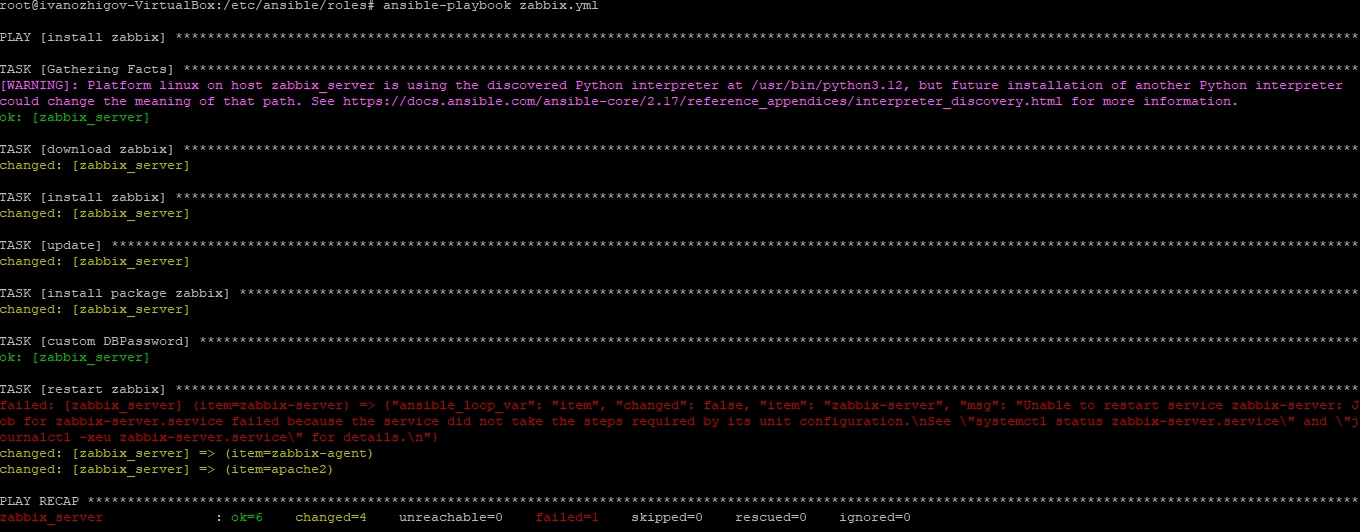 root@ivanozhigov-VirtualBox:/etc/ansible/roles# ansible-playbook zabbix.yml
PLAY [install zabbix] ****************************************************************************************************************************************************
TASK [Gathering Facts] ***************************************************************************************************************************************************
[WARNING]: Platform linux on host zabbix_server is using the discovered Python interpreter at /usr/bin/python3.12, but future installation of another Python interpreter
could change the meaning of that path. See https://docs.ansible.com/ansible-core/2.17/reference_appendices/interpreter_discovery.html for more information.
ok: [zabbix_server]
TASK [download zabbix] ***************************************************************************************************************************************************
changed: [zabbix_server]
TASK [install zabbix] ****************************************************************************************************************************************************
changed: [zabbix_server]
TASK [update] ************************************************************************************************************************************************************
changed: [zabbix_server]
TASK [install package zabbix] ********************************************************************************************************************************************
changed: [zabbix_server]
TASK [custom DBPassword] *************************************************************************************************************************************************
ok: [zabbix_server]
TASK [restart zabbix] ****************************************************************************************************************************************************
failed: [zabbix_server] (item=zabbix-server) => {"ansible_loop_var": "item", "changed": false, "item": "zabbix-server", "msg": "Unable to restart service zabbix-server: J
ob for zabbix-server.service failed because the service did not take the steps required by its unit configuration.\nSee \"systemctl status zabbix-server.service\" and \"j
ournalctl -xeu zabbix-server.service\" for details.\n"}
changed: [zabbix_server] => (item=zabbix-agent)
changed: [zabbix_server] => (item=apache2)
PLAY RECAP ***************************************************************************************************************************************************************
zabbix_server : ok=6 changed=4 unreachable=0 failed=1 skipped=0 rescued=0 ignored=0